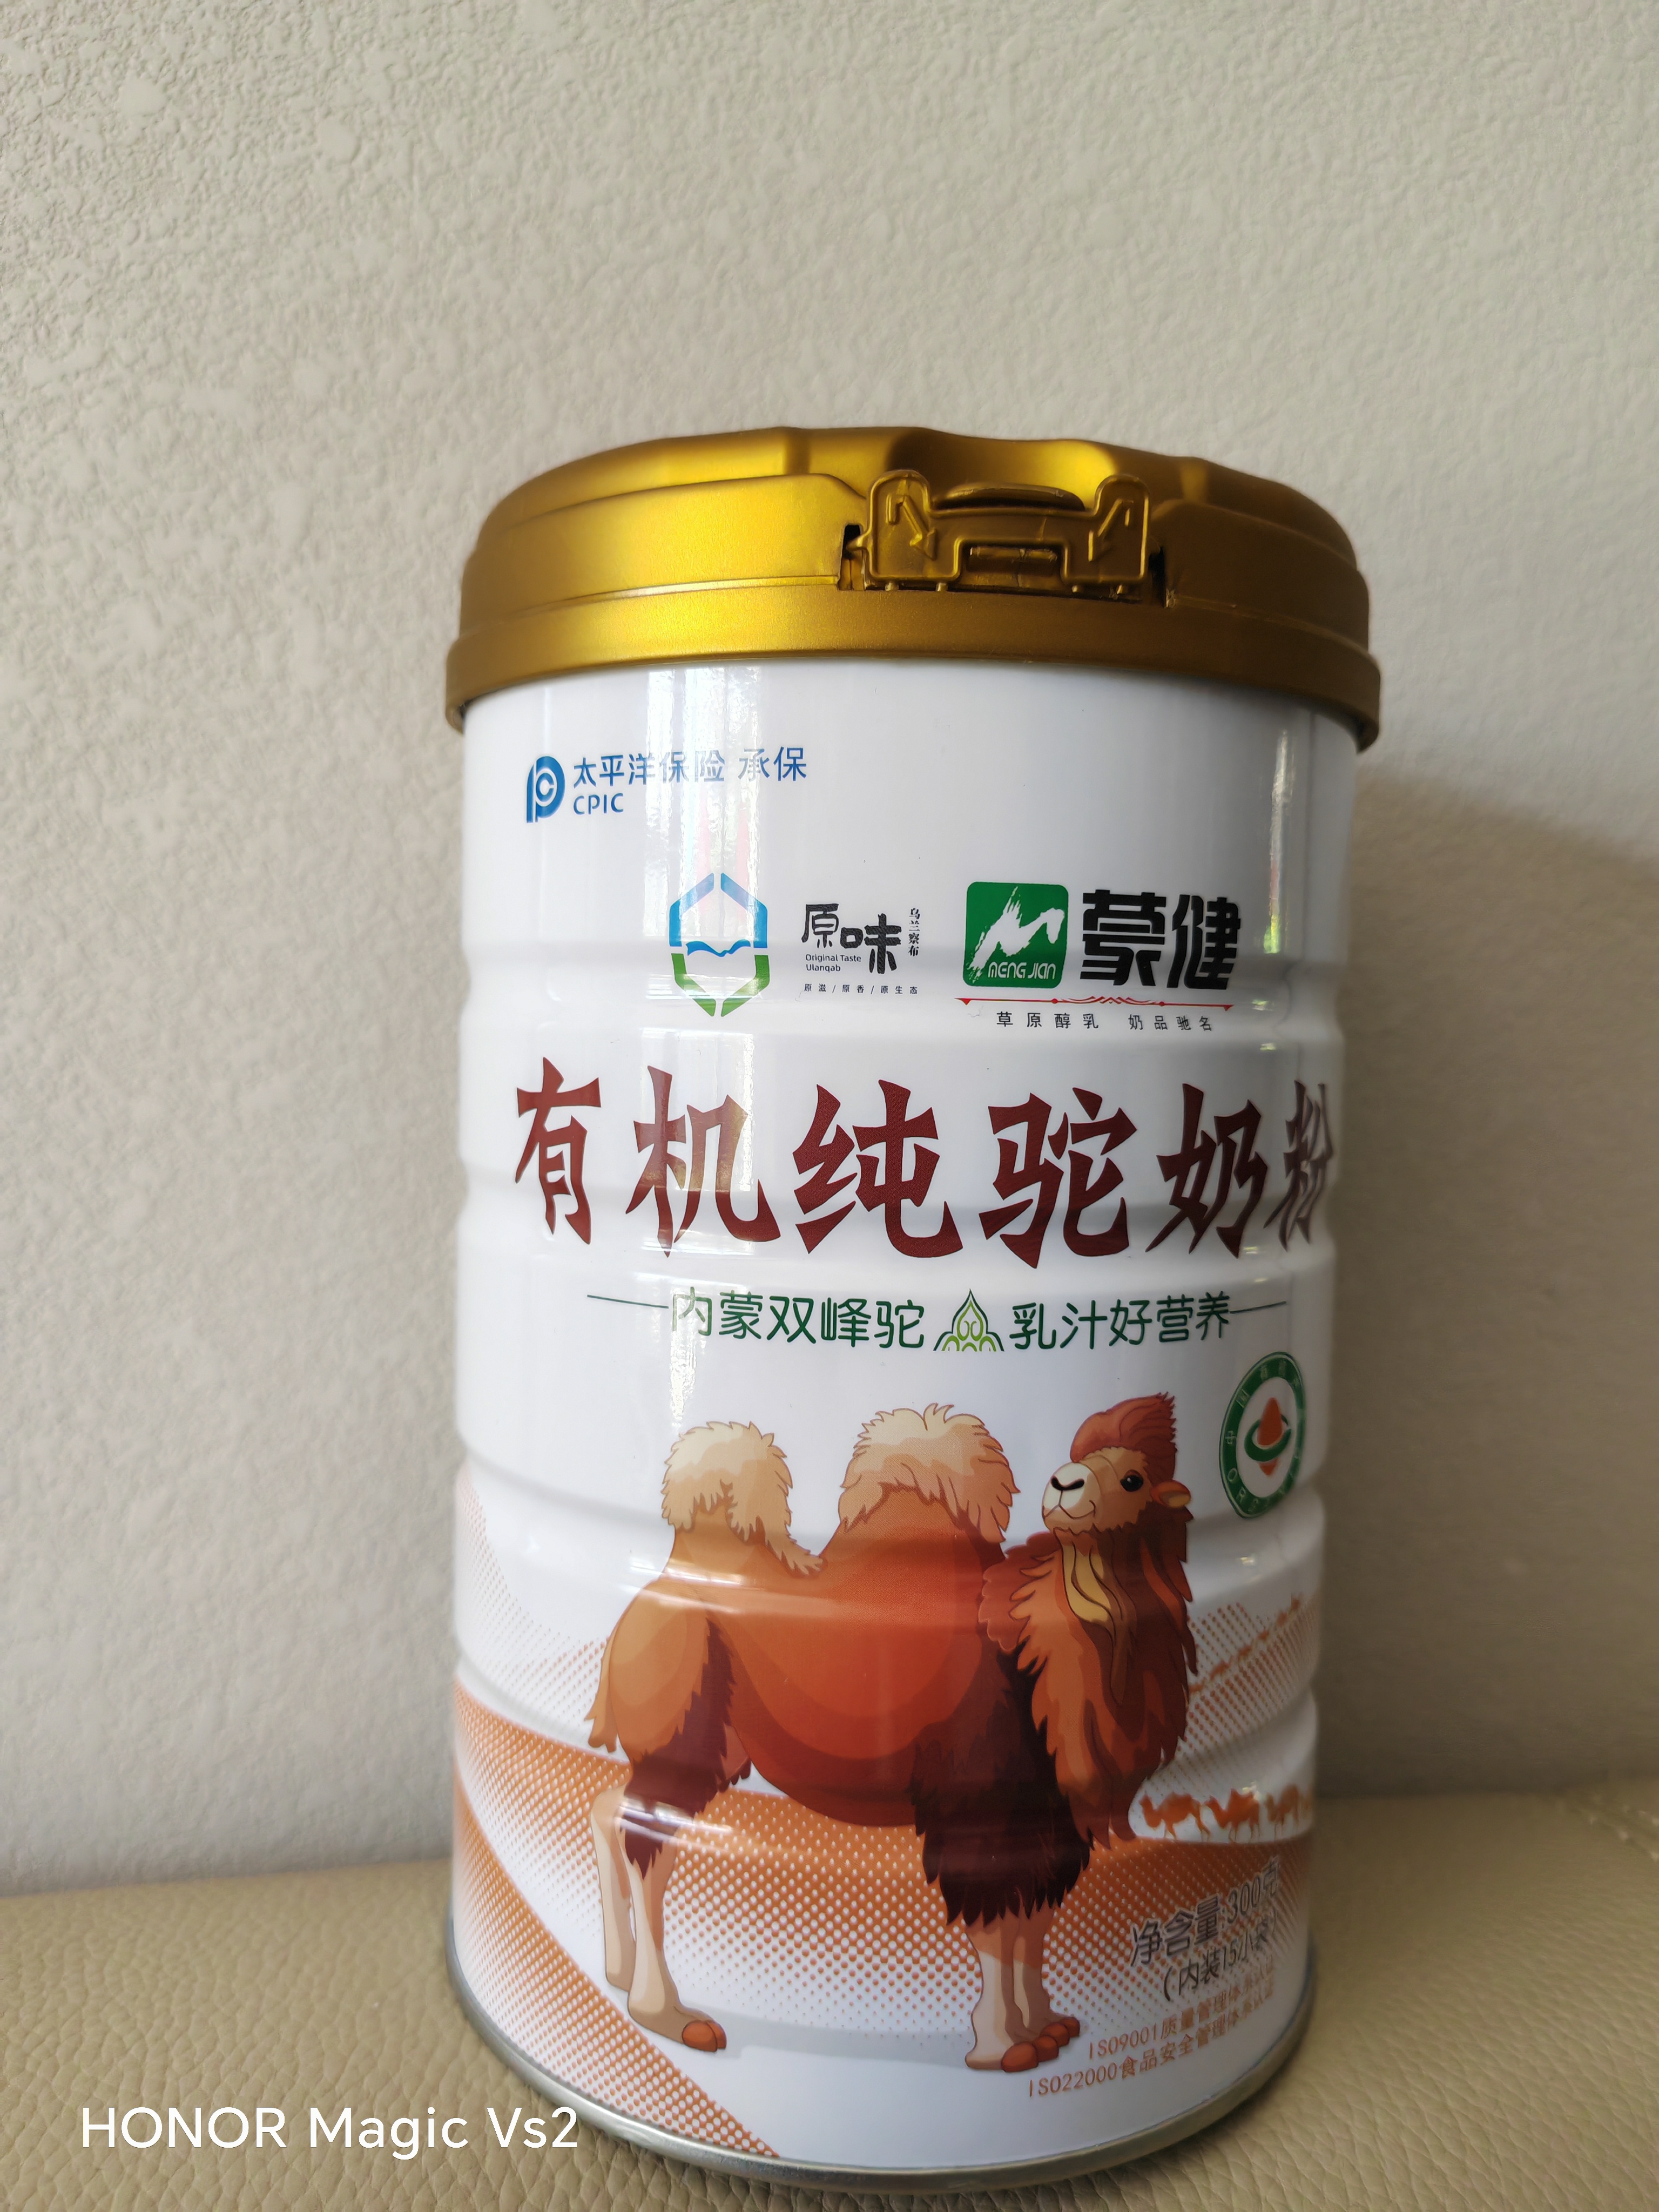 太平洋保险 承保
CPIC
原味
乌兰察布
Original Taste
Ulanqab
原滋/原香/原生态
MENG JIAN
蒙健
草原醇乳 奶品驰名
有机纯驼奶粉
内蒙双峰驼 乳汁好营养
净含量:300克
(内装15小袋)
ISO9001质量管理体系认证
ISO22000食品安全管理体系认证
HONOR Magic Vs2